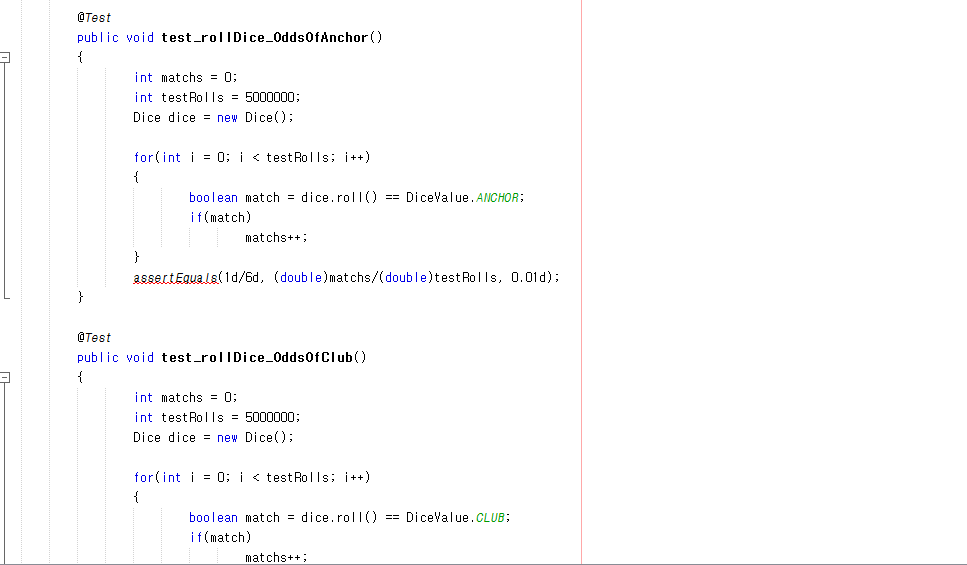 @Test
public void test_rollDice_OddsOfAnchor()
{
int matchs = 0;
int testRolls = 5000000;
Dice dice = new Dice();
for(int i = 0; i < testRolls; i++)
{
boolean match = dice.roll() == DiceValue.ANCHOR;
if(match)
matchs++;
}
assertEquals(1d/6d, (double)matchs/(double)testRolls, 0.01d);
}
@Test
public void test_rollDice_OddsOfClub()
{
int matchs = 0;
int testRolls = 5000000;
Dice dice = new Dice();
for(int i = 0; i < testRolls; i++)
{
boolean match = dice.roll() == DiceValue.CLUB;
if(match)
matchs++;